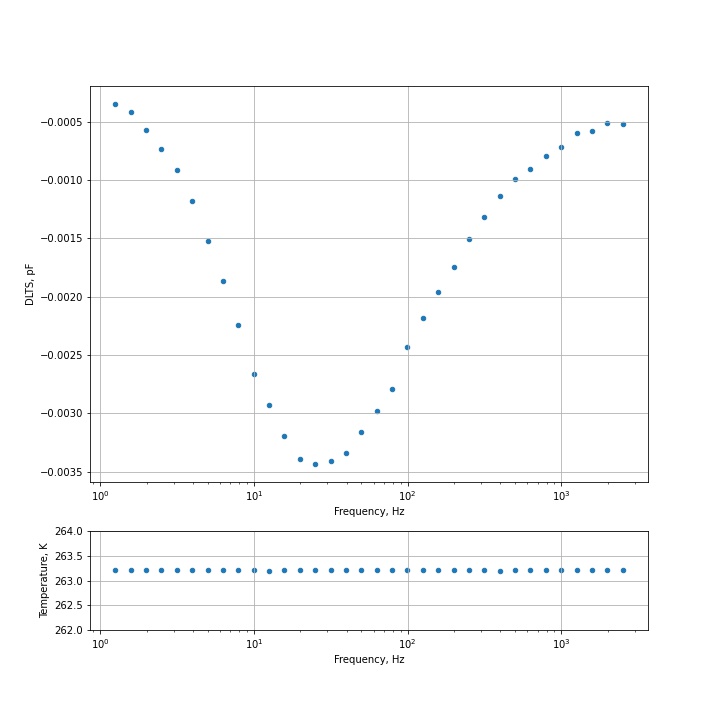 −0.0005
−0.0010
−0.0015
−0.0020
−0.0025
−0.0030
−0.0035
DLTS, pF
10⁰ 10¹ 10² 10³
Frequency, Hz
264.0
263.5
263.0
262.5
262.0
Temperature, K
10⁰ 10¹ 10² 10³
Frequency, Hz